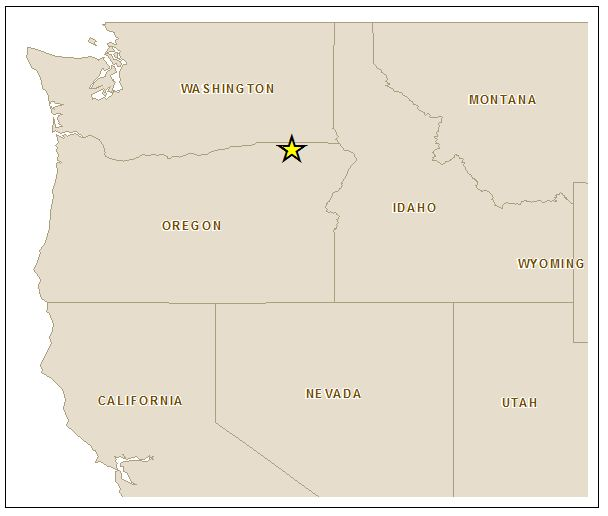 WASHINGTON
MONTANA
IDAHO
OREGON
WYOMING
NEVADA
CALIFORNIA
UTAH